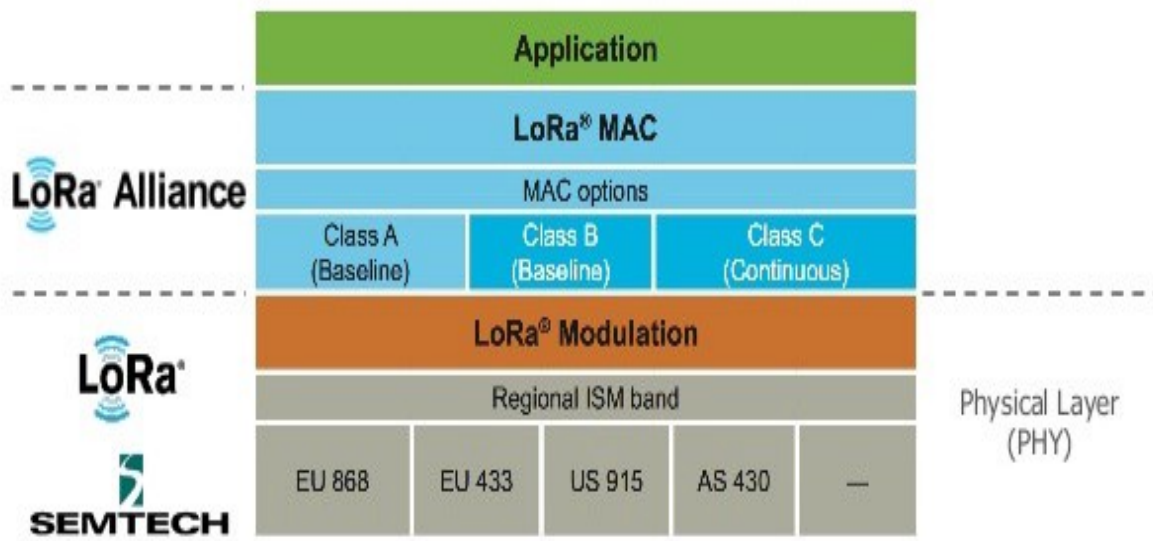 Application
LoRa® MAC
LoRa Alliance
MAC options
Class A
(Baseline)
Class B
(Baseline)
Class C
(Continuous)
LoRa® Modulation
LoRa®
Regional ISM band
Physical Layer
(PHY)
EU 868
EU 433
US 915
AS 430
—
SEMTECH